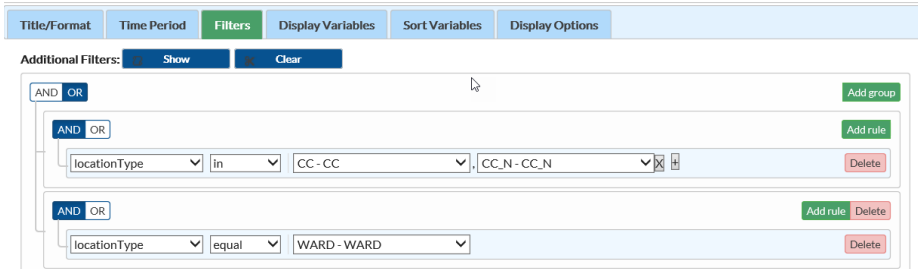 Title/Format Time Period Filters Display Variables Sort Variables Display Options
Additional Filters: Show Clear
AND OR Add group
AND OR Add rule
locationType in CC - CC , CC_N - CC_N X + Delete
AND OR Add rule Delete
locationType equal WARD - WARD Delete